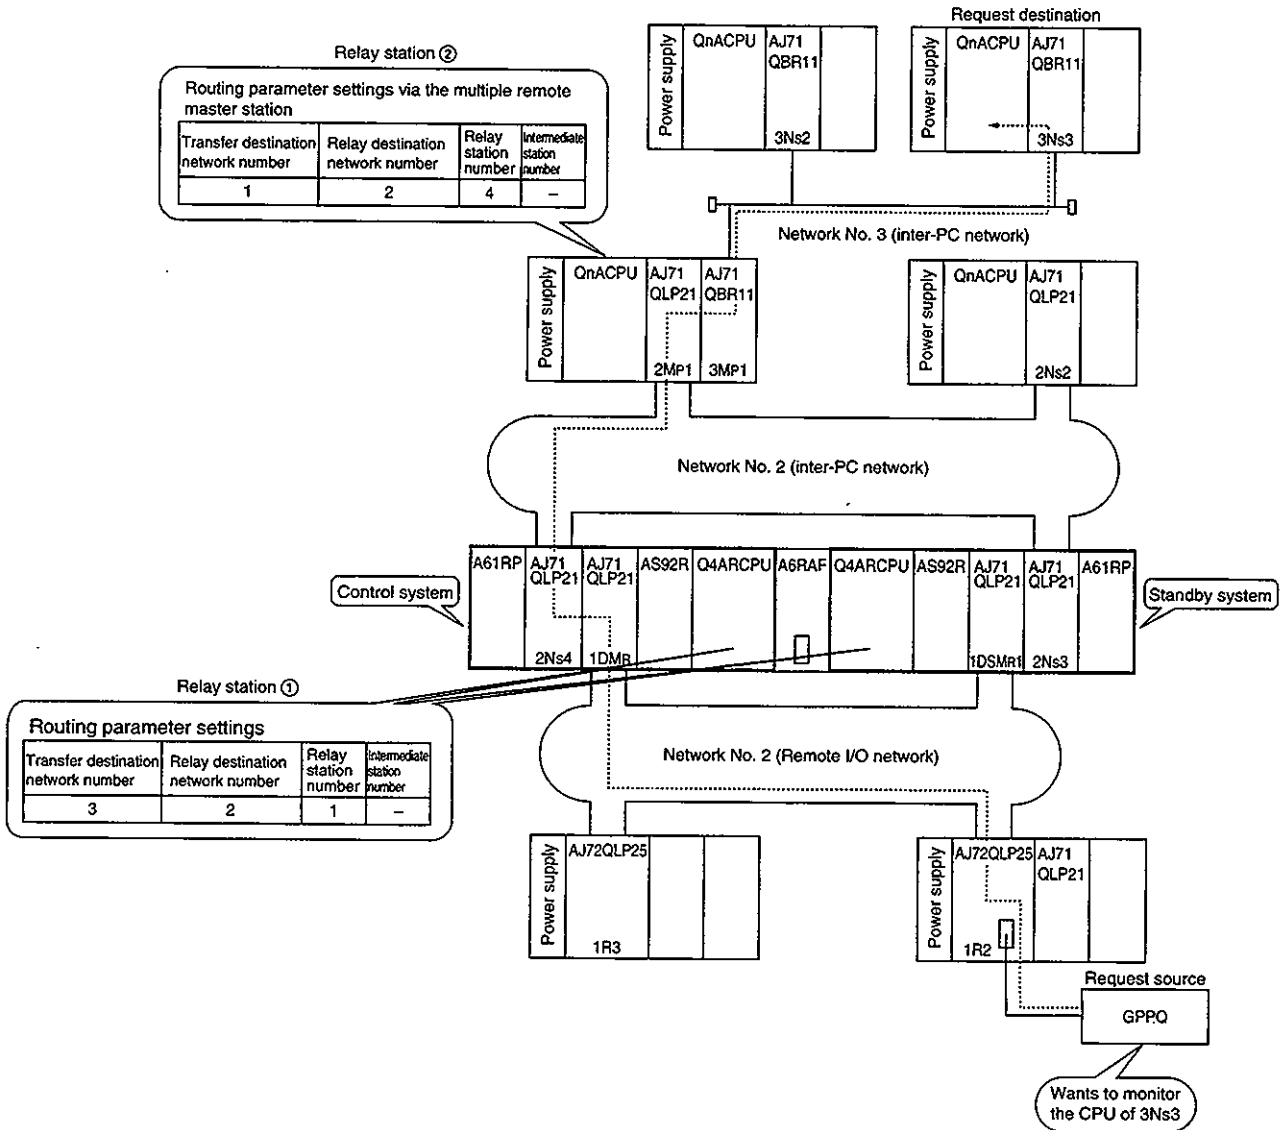 Request destination
Power supply
QnACPU
AJ71
QBR11
3Ns2
Power supply
QnACPU
AJ71
QBR11
3Ns3
Relay station ②
Routing parameter settings via the multiple remote
master station
Transfer destination
network number
Relay destination
network number
Relay
station
number
Intermediate
station
number
1
2
4
–
Network No. 3 (inter-PC network)
Power supply
QnACPU
AJ71
QLP21
2MP1
AJ71
QBR11
3MP1
Power supply
QnACPU
AJ71
QLP21
2Ns2
Network No. 2 (inter-PC network)
Control system
A61RP
AJ71
QLP21
2Ns4
AJ71
QLP21
1DMR
AS92R
Q4ARCPU
A6RAF
Q4ARCPU
AS92R
AJ71
QLP21
1DSMR1
AJ71
QLP21
2Ns3
A61RP
Standby system
Relay station ①
Routing parameter settings
Transfer destination
network number
Relay destination
network number
Relay
station
number
Intermediate
station
number
3
2
1
–
Network No. 2 (Remote I/O network)
Power supply
AJ72QLP25
1R3
Power supply
AJ72QLP25
1R2
AJ71
QLP21
Request source
GPPQ
Wants to monitor
the CPU of 3Ns3